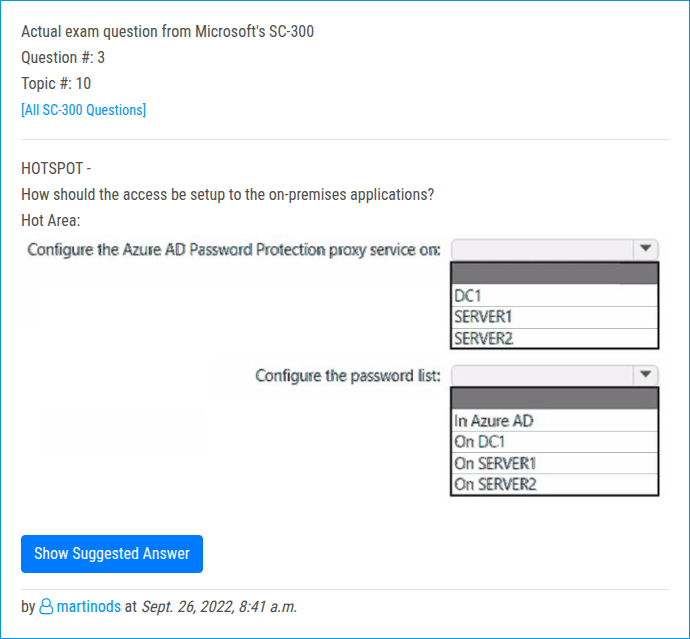 Actual exam question from Microsoft's SC-300
Question #: 3
Topic #: 10
[All SC-300 Questions]
HOTSPOT -
How should the access be setup to the on-premises applications?
Hot Area:
Configure the Azure AD Password Protection proxy service on:
DC1
SERVER1
SERVER2
Configure the password list:
In Azure AD
On DC1
On SERVER1
On SERVER2
Show Suggested Answer
by martinods at Sept. 26, 2022, 8:41 a.m.